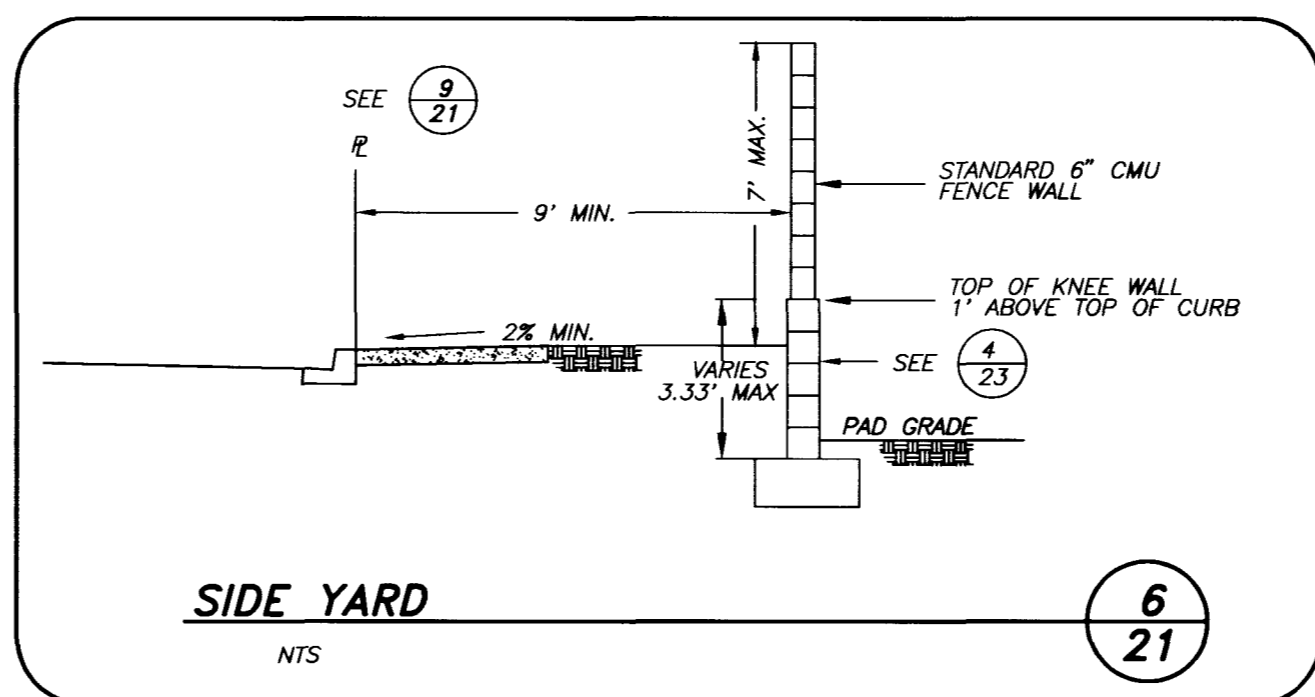 SEE 9
21
℄
7' MAX.
STANDARD 6" CMU
FENCE WALL
9' MIN.
TOP OF KNEE WALL
1' ABOVE TOP OF CURB
2% MIN.
VARIES
3.33' MAX
SEE 4
23
PAD GRADE
SIDE YARD
NTS
6
21